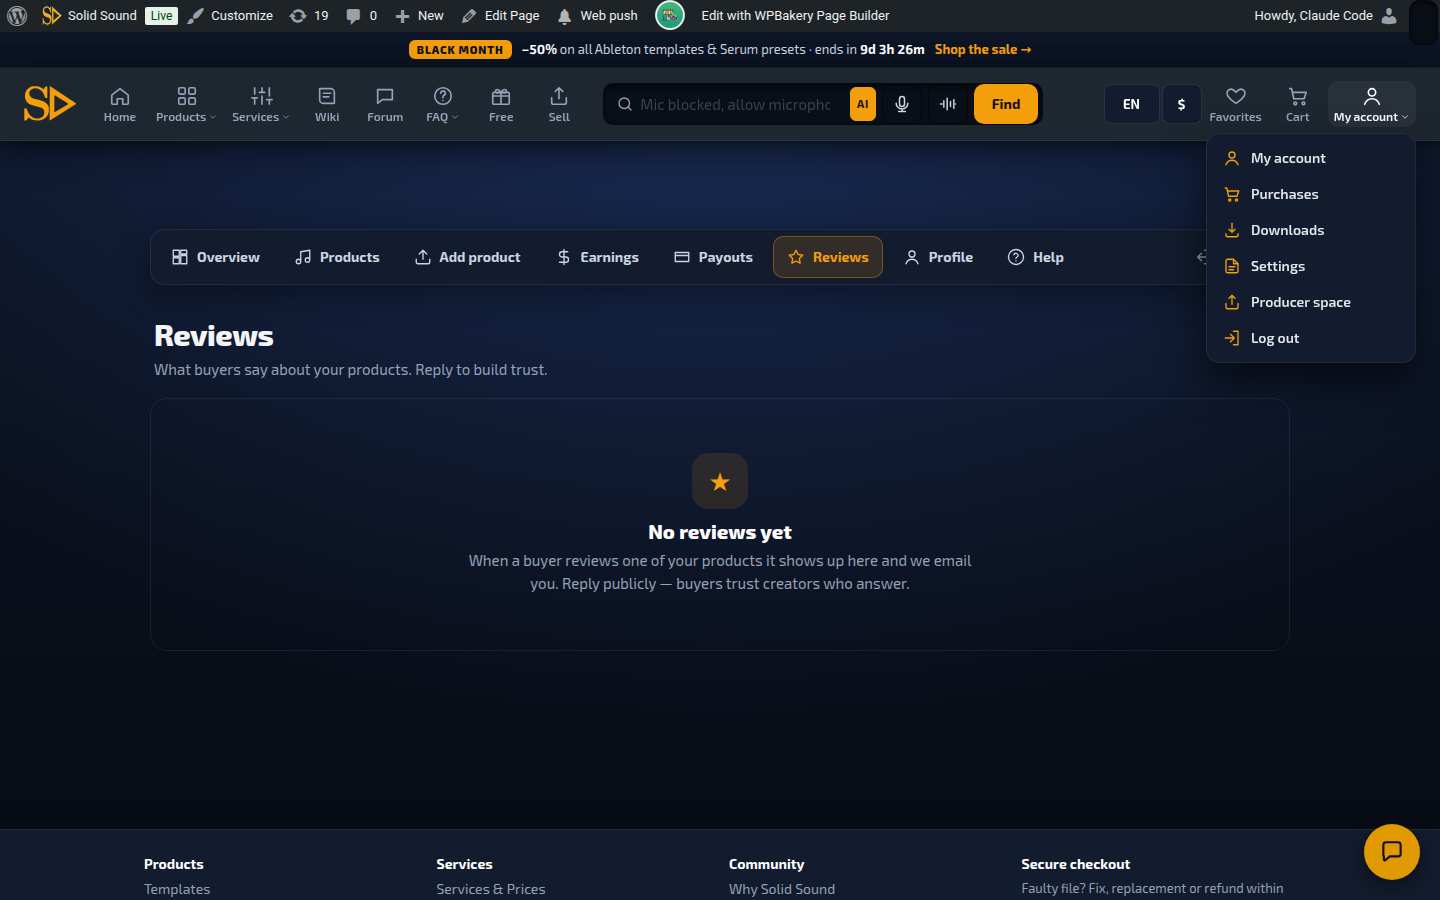 Solid Sound Live Customize 19 0 New Edit Page Web push Edit with WPBakery Page Builder Howdy, Claude Code
BLACK MONTH –50% on all Ableton templates & Serum presets · ends in 9d 3h 26m Shop the sale →
SD Home Products Services Wiki Forum FAQ Free Sell Mic blocked, allow micropho AI Find EN $ Favorites Cart My account
My account
Purchases
Downloads
Settings
Producer space
Log out
Overview Products Add product Earnings Payouts Reviews Profile Help
Reviews
What buyers say about your products. Reply to build trust.
No reviews yet
When a buyer reviews one of your products it shows up here and we email
you. Reply publicly — buyers trust creators who answer.
Products Services Community Secure checkout
Templates Services & Prices Why Solid Sound Faulty file? Fix, replacement or refund within